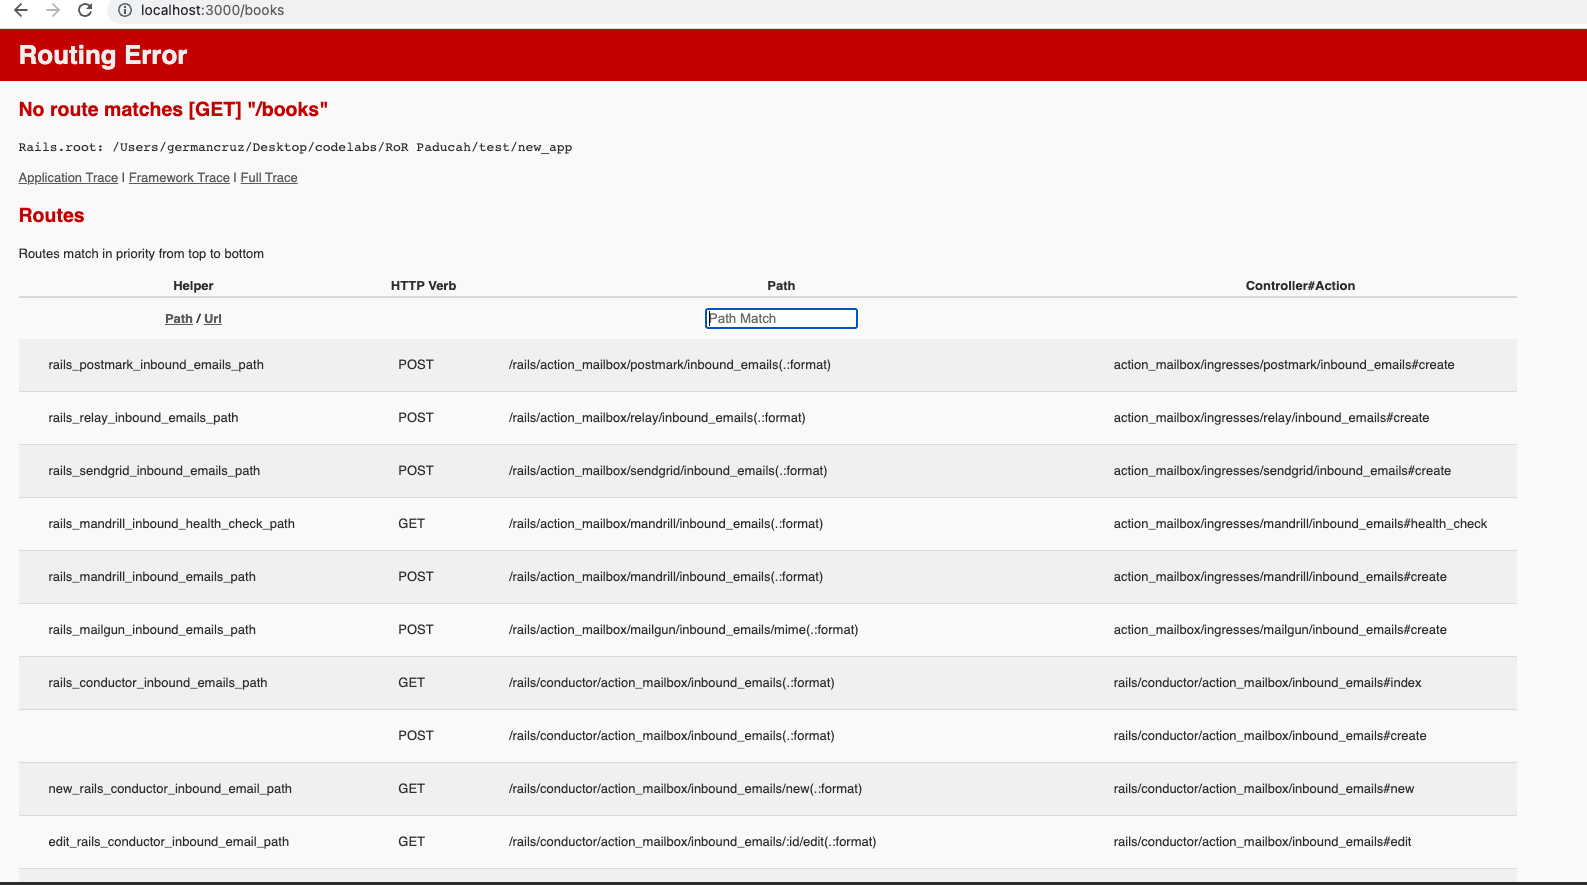 localhost:3000/books
Routing Error
No route matches [GET] "/books"
Rails.root: /Users/germancruz/Desktop/codelabs/RoR Paducah/test/new_app
Application Trace | Framework Trace | Full Trace
Routes
Routes match in priority from top to bottom
Helper HTTP Verb Path Controller#Action
Path / Url Path Match
rails_postmark_inbound_emails_path POST /rails/action_mailbox/postmark/inbound_emails(.:format) action_mailbox/ingresses/postmark/inbound_emails#create
rails_relay_inbound_emails_path POST /rails/action_mailbox/relay/inbound_emails(.:format) action_mailbox/ingresses/relay/inbound_emails#create
rails_sendgrid_inbound_emails_path POST /rails/action_mailbox/sendgrid/inbound_emails(.:format) action_mailbox/ingresses/sendgrid/inbound_emails#create
rails_mandrill_inbound_health_check_path GET /rails/action_mailbox/mandrill/inbound_emails(.:format) action_mailbox/ingresses/mandrill/inbound_emails#health_check
rails_mandrill_inbound_emails_path POST /rails/action_mailbox/mandrill/inbound_emails(.:format) action_mailbox/ingresses/mandrill/inbound_emails#create
rails_mailgun_inbound_emails_path POST /rails/action_mailbox/mailgun/inbound_emails/mime(.:format) action_mailbox/ingresses/mailgun/inbound_emails#create
rails_conductor_inbound_emails_path GET /rails/conductor/action_mailbox/inbound_emails(.:format) rails/conductor/action_mailbox/inbound_emails#index
POST /rails/conductor/action_mailbox/inbound_emails(.:format) rails/conductor/action_mailbox/inbound_emails#create
new_rails_conductor_inbound_email_path GET /rails/conductor/action_mailbox/inbound_emails/new(.:format) rails/conductor/action_mailbox/inbound_emails#new
edit_rails_conductor_inbound_email_path GET /rails/conductor/action_mailbox/inbound_emails/:id/edit(.:format) rails/conductor/action_mailbox/inbound_emails#edit